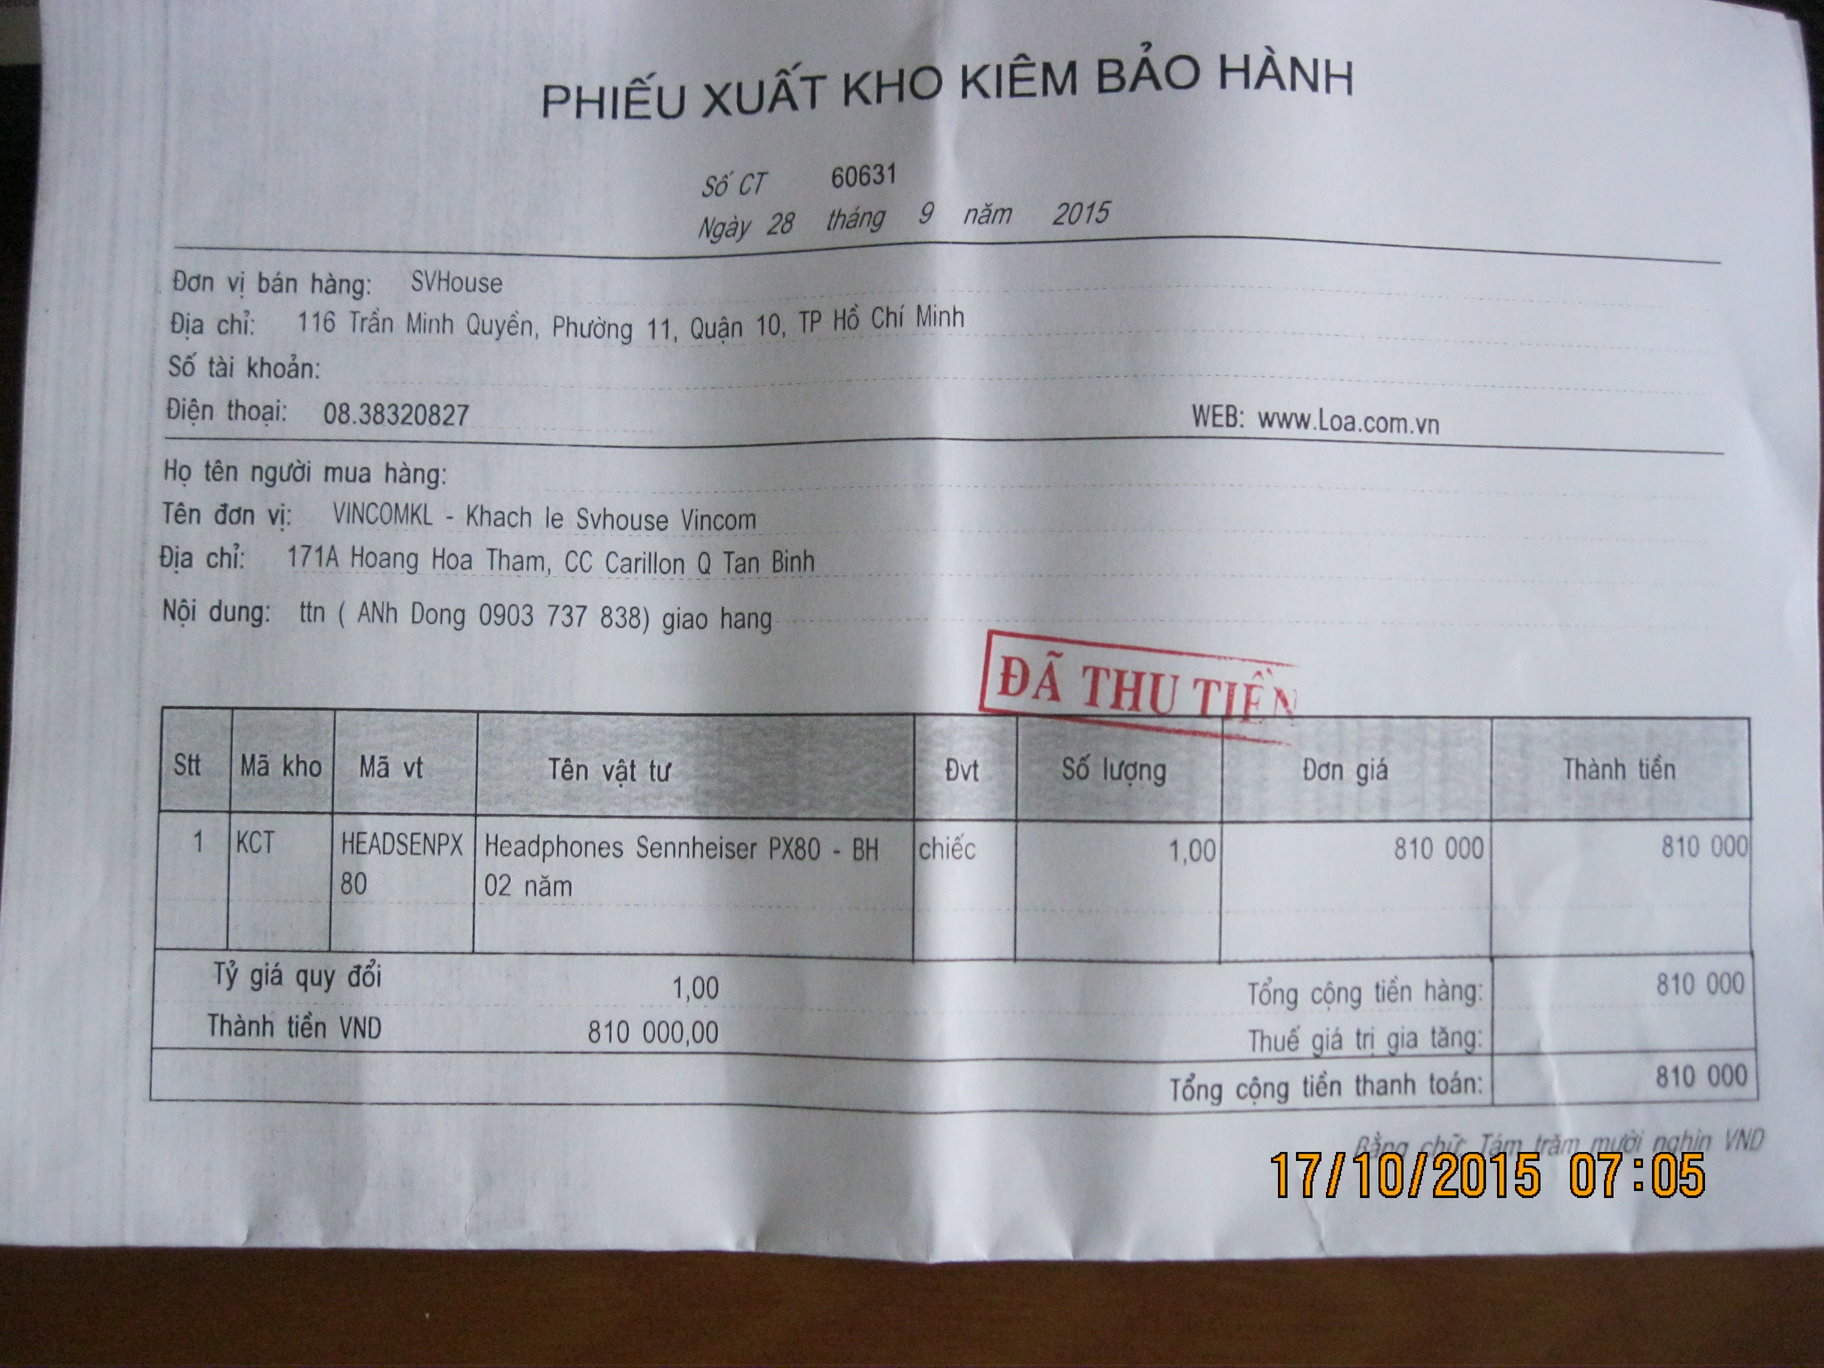 PHIẾU XUẤT KHO KIÊM BẢO HÀNH
Số CT 60631
Ngày 28 tháng 9 năm 2015
Đơn vị bán hàng: SVHouse
Địa chỉ: 116 Trần Minh Quyền, Phường 11, Quận 10, TP Hồ Chí Minh
Số tài khoản:
Điện thoại: 08.38320827 WEB: www.Loa.com.vn
Họ tên người mua hàng:
Tên đơn vị: VINCOMKL - Khach le Svhouse Vincom
Địa chỉ: 171A Hoang Hoa Tham, CC Carillon Q Tan Binh
Nội dung: ttn ( ANh Dong 0903 737 838) giao hang
ĐÃ THU TIỀN
Stt Mã kho Mã vt Tên vật tư Đvt Số lượng Đơn giá Thành tiền
1 KCT HEADSENPX Headphones Sennheiser PX80 - BH chiếc 1,00 810 000 810 000
80 02 năm
Tỷ giá quy đổi 1,00 Tổng cộng tiền hàng: 810 000
Thành tiền VND 810 000,00 Thuế giá trị gia tăng:
Tổng cộng tiền thanh toán: 810 000
Bằng chữ: Tám trăm mười nghìn VND
17/10/2015 07:05